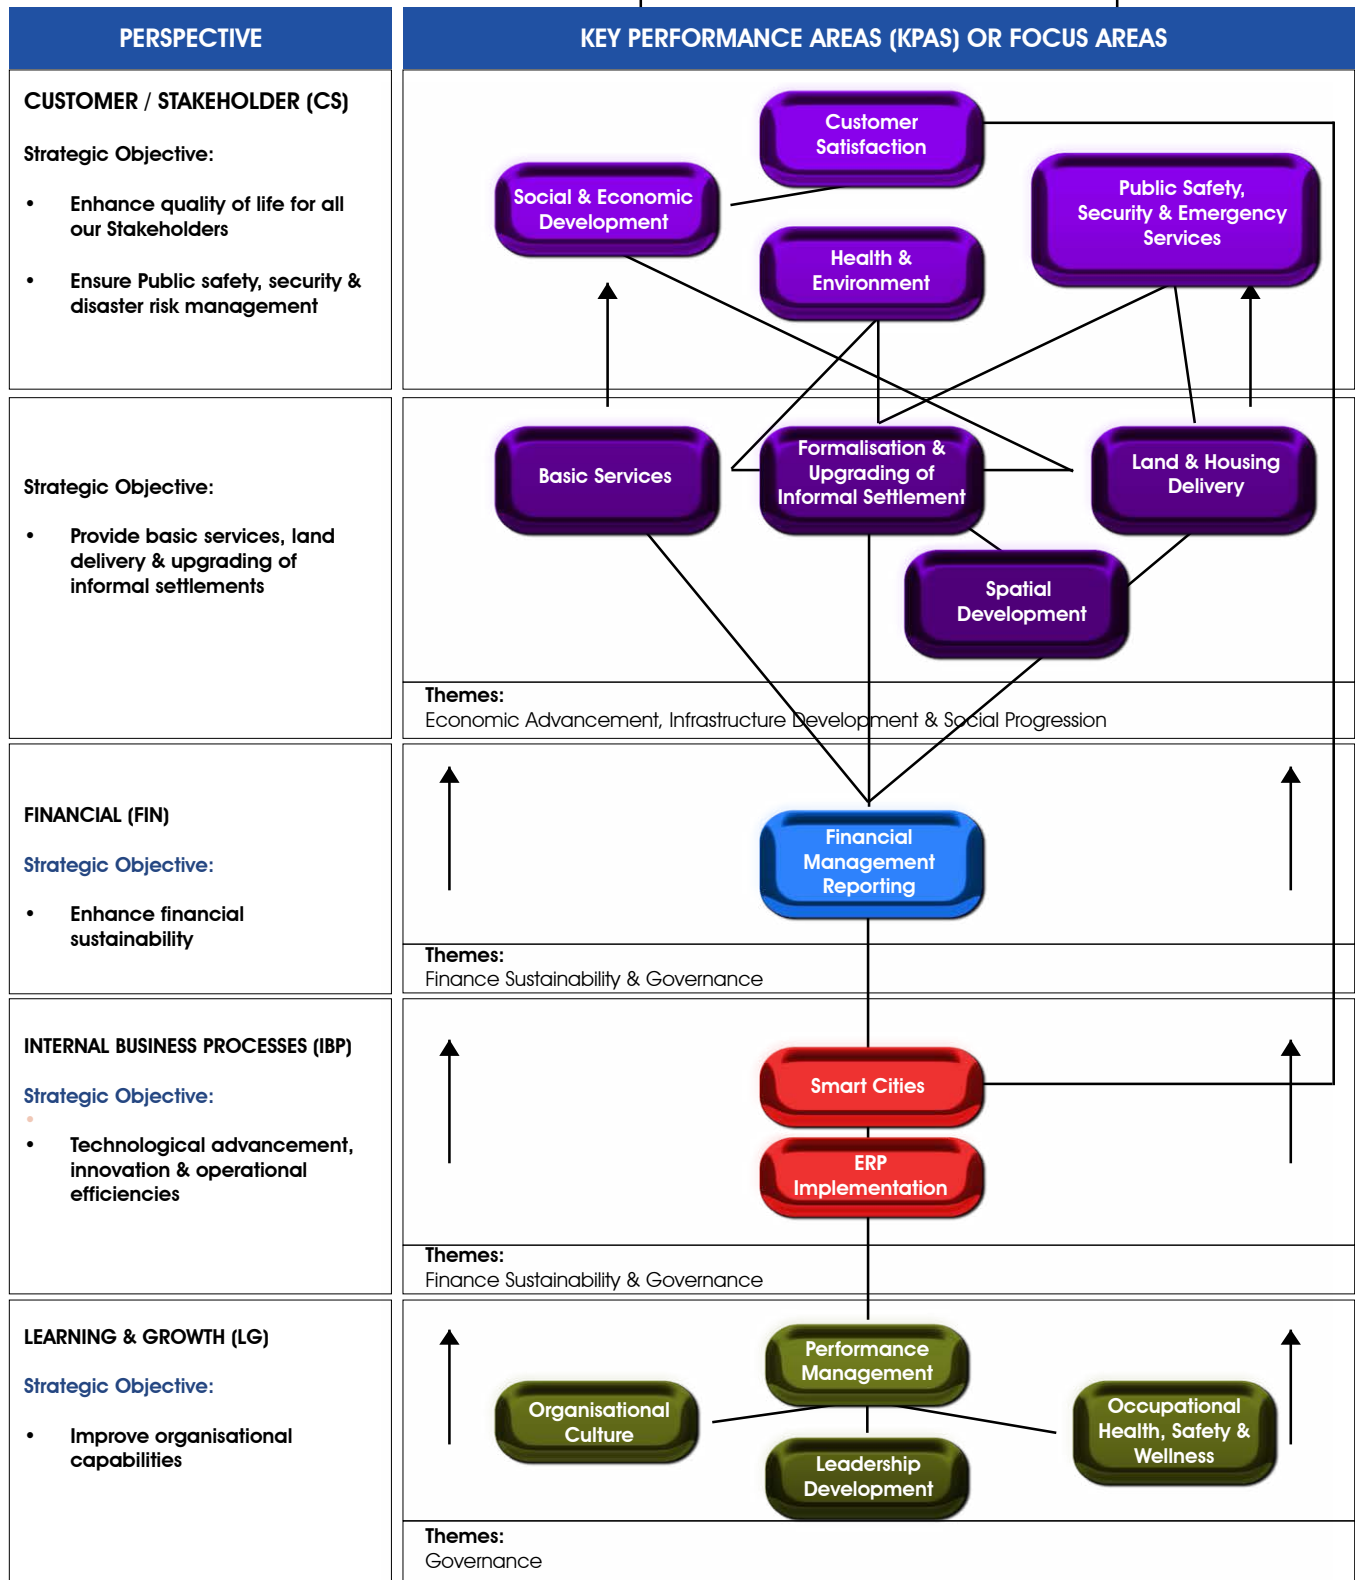 PERSPECTIVE
KEY PERFORMANCE AREAS (KPAS) OR FOCUS AREAS
CUSTOMER / STAKEHOLDER (CS)
Strategic Objective:
• Enhance quality of life for all
our Stakeholders
• Ensure Public safety, security &
disaster risk management
Customer
Satisfaction
Social & Economic
Development
Public Safety,
Security & Emergency
Services
Health &
Environment
Strategic Objective:
• Provide basic services, land
delivery & upgrading of
informal settlements
Basic Services
Formalisation &
Upgrading of
Informal Settlement
Land & Housing
Delivery
Spatial
Development
Themes:
Economic Advancement, Infrastructure Development & Social Progression
FINANCIAL (FIN)
Strategic Objective:
• Enhance financial
sustainability
Financial
Management
Reporting
Themes:
Finance Sustainability & Governance
INTERNAL BUSINESS PROCESSES (IBP)
Strategic Objective:
•
• Technological advancement,
innovation & operational
efficiencies
Smart Cities
ERP
Implementation
Themes:
Finance Sustainability & Governance
LEARNING & GROWTH (LG)
Strategic Objective:
• Improve organisational
capabilities
Performance
Management
Organisational
Culture
Leadership
Development
Occupational
Health, Safety &
Wellness
Themes:
Governance